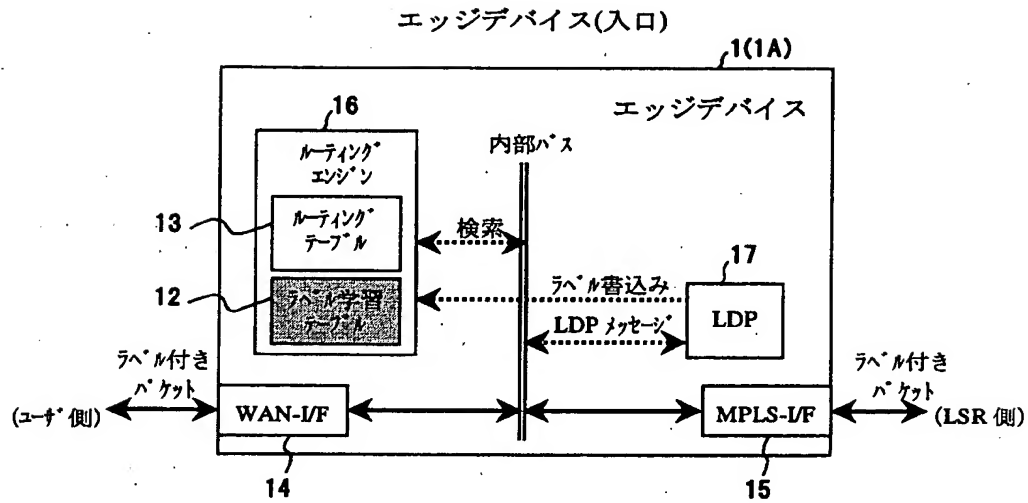 エッジデバイス(入口)
1(1A)
エッジデバイス
16
ルーティング
エンジン
内部バス
13
ルーティング
テーブル
検索
17
12
ラベル学習
テーブル
ラベル書込み
LDP
LDP メッセージ
ラベル付き
パケット
ラベル付き
パケット
(ユーザ側)
WAN-I/F
MPLS-I/F
(LSR 側)
14
15